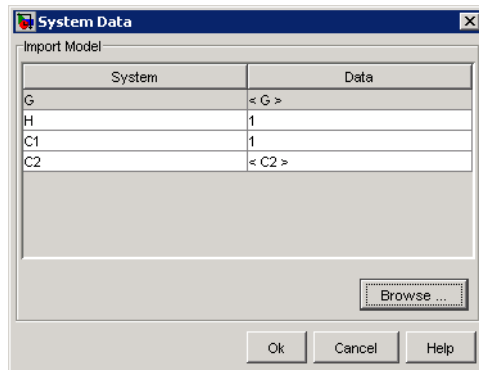 System Data
Import Model
System Data
G < G >
H 1
C1 1
C2 < C2 >
Browse ...
Ok Cancel Help